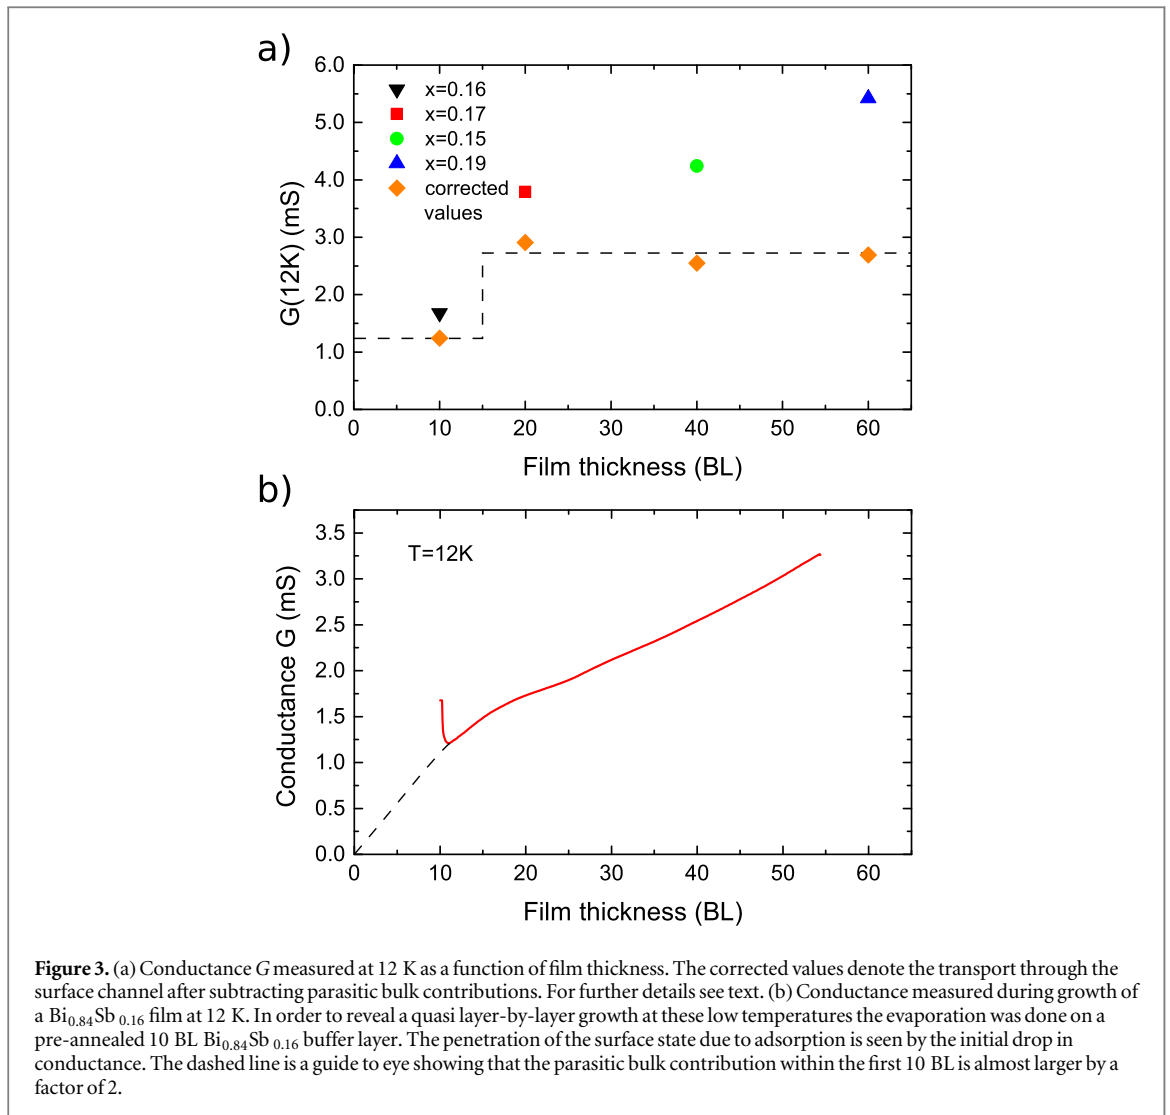 a)
G(12K) (mS)
6.0
5.0
4.0
3.0
2.0
1.0
0.0
x=0.16
x=0.17
x=0.15
x=0.19
corrected
values
0 10 20 30 40 50 60
Film thickness (BL)
b)
Conductance G (mS)
3.5
3.0
2.5
2.0
1.5
1.0
0.5
0.0
T=12K
0 10 20 30 40 50 60
Film thickness (BL)
Figure 3. (a) Conductance G measured at 12 K as a function of film thickness. The corrected values denote the transport through the
surface channel after subtracting parasitic bulk contributions. For further details see text. (b) Conductance measured during growth of
a Bi0.84Sb 0.16 film at 12 K. In order to reveal a quasi layer-by-layer growth at these low temperatures the evaporation was done on a
pre-annealed 10 BL Bi0.84Sb 0.16 buffer layer. The penetration of the surface state due to adsorption is seen by the initial drop in
conductance. The dashed line is a guide to eye showing that the parasitic bulk contribution within the first 10 BL is almost larger by a
factor of 2.